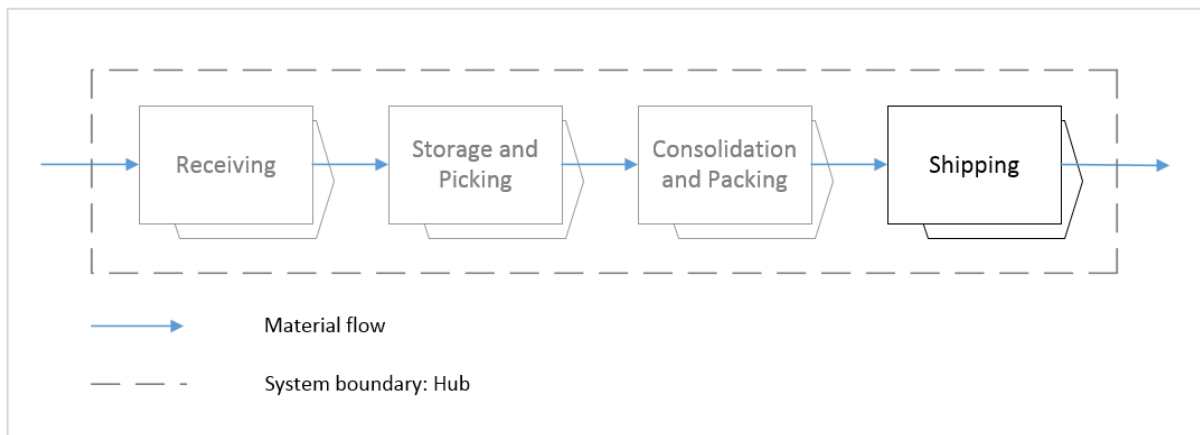 Receiving
Storage and
Picking
Consolidation
and Packing
Shipping
Material flow
System boundary: Hub